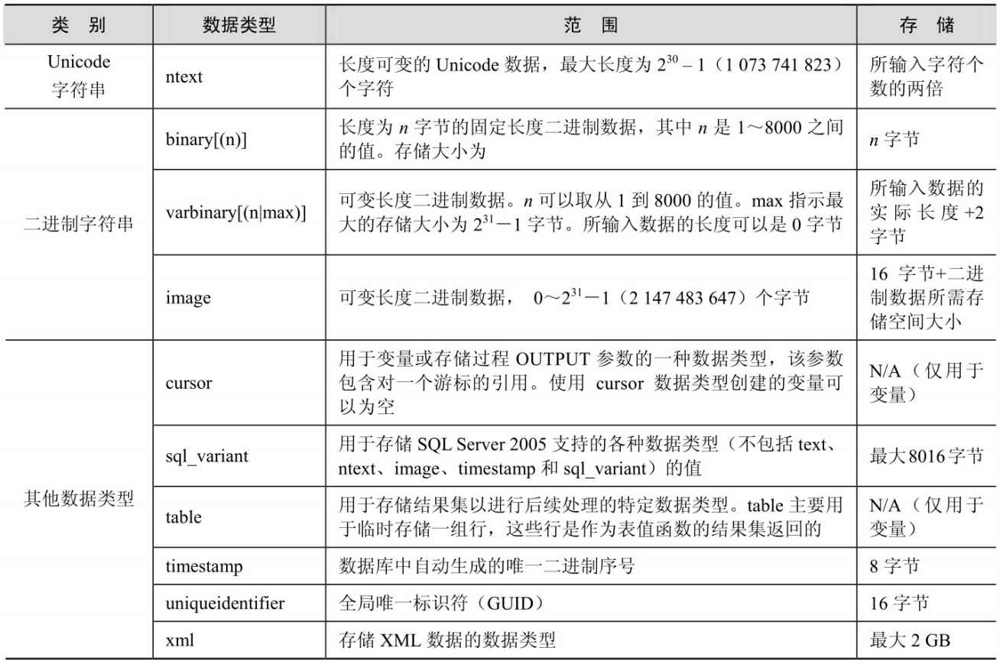 类 别 数据类型 范 围 存 储
Unicode
字符串
ntext
长度可变的 Unicode 数据，最大长度为 2³⁰ – 1（1 073 741 823）
个字符
所输入字符个
数的两倍
二进制字符串
binary[(n)]
长度为 n 字节的固定长度二进制数据，其中 n 是 1～8000 之间
的值。存储大小为
n 字节
varbinary[(n|max)]
可变长度二进制数据。n 可以取从 1 到 8000 的值。max 指示最
大的存储大小为 2³¹－1 字节。所输入数据的长度可以是 0 字节
所输入数据的
实际长度+2
字节
image
可变长度二进制数据， 0～2³¹－1（2 147 483 647）个字节
16 字节+二进
制数据所需存
储空间大小
其他数据类型
cursor
用于变量或存储过程 OUTPUT 参数的一种数据类型，该参数
包含对一个游标的引用。使用 cursor 数据类型创建的变量可
以为空
N/A（仅用于
变量）
sql_variant
用于存储 SQL Server 2005 支持的各种数据类型（不包括 text、
ntext、image、timestamp 和 sql_variant）的值
最大8016字节
table
用于存储结果集以进行后续处理的特定数据类型。table 主要用
于临时存储一组行，这些行是作为表值函数的结果集返回的
N/A（仅用于
变量）
timestamp
数据库中自动生成的唯一二进制序号
8 字节
uniqueidentifier
全局唯一标识符（GUID）
16 字节
xml
存储 XML 数据的数据类型
最大 2 GB